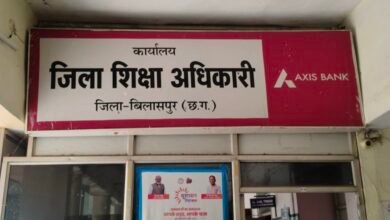 कार्यालय
जिला शिक्षा अधिकारी
जिला-बिलासपुर (छ.ग.)
AXIS BANK